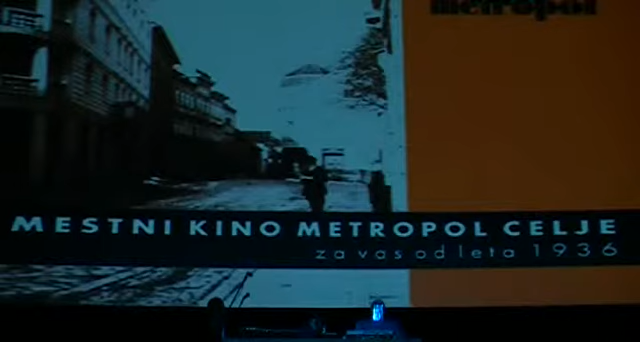 metropol
MESTNI KINO METROPOL CELJE
za vas od leta 1936